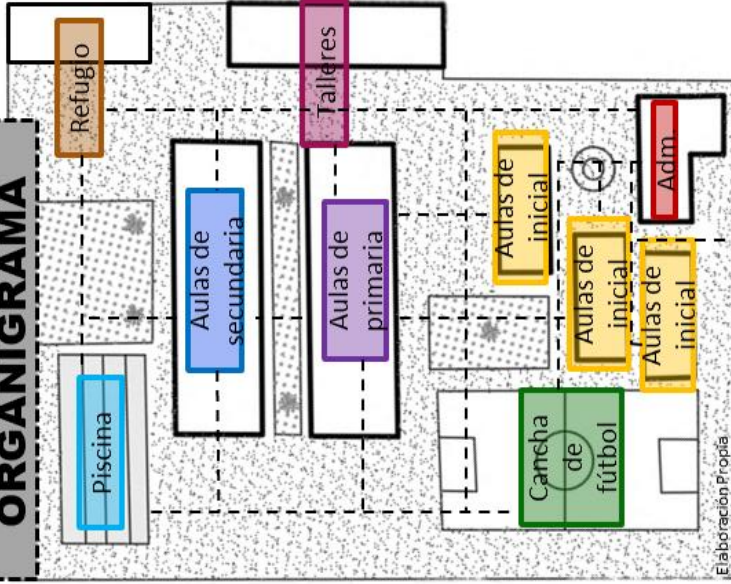 ORGANIGRAMA
Refugio
Talleres
Piscina
Aulas de
secundaria
Aulas de
primaria
Aulas de
inicial
Aulas de
inicial
Aulas de
inicial
Adm.
Cancha
de
fútbol
Elaboración Propia